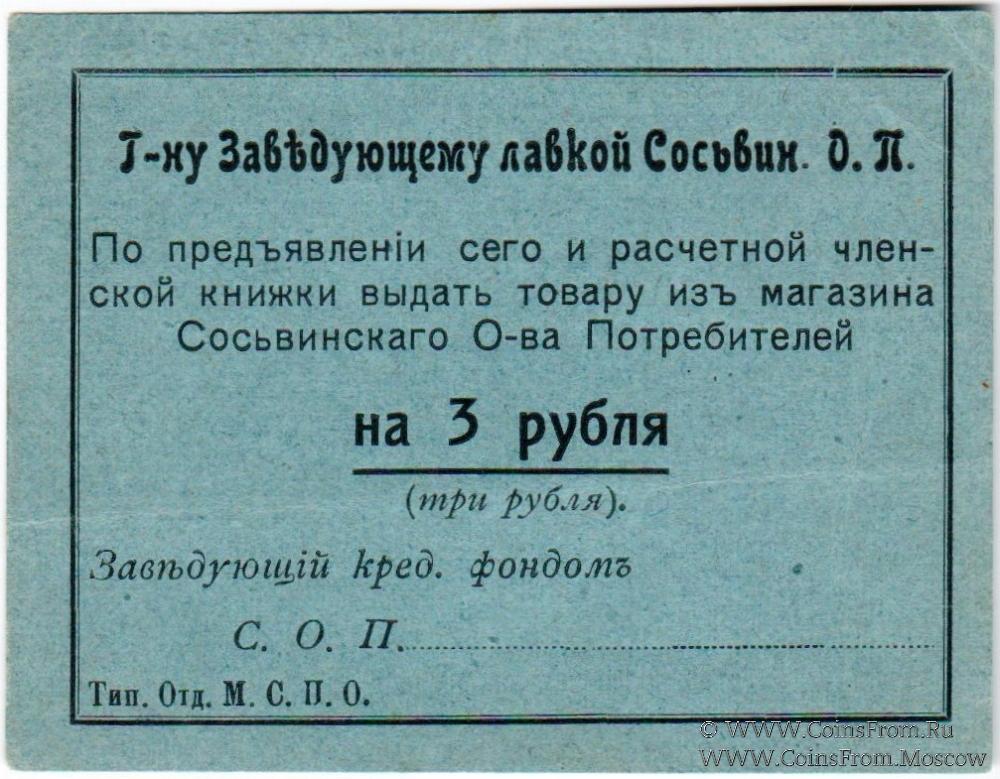 Г-ну Завѣдующему лавкой Сосьвин. О. П.
По предъявленіи сего и расчетной член-
ской книжки выдать товару изъ магазина
Сосьвинскаго О-ва Потребителей
на 3 рубля
(три рубля).
Завѣдующій кред. фондомъ
С. О. П.
Тип. Отд. М. С. П. О.
© WWW.CoinsFrom.Ru
WWW.CoinsFrom.Moscow